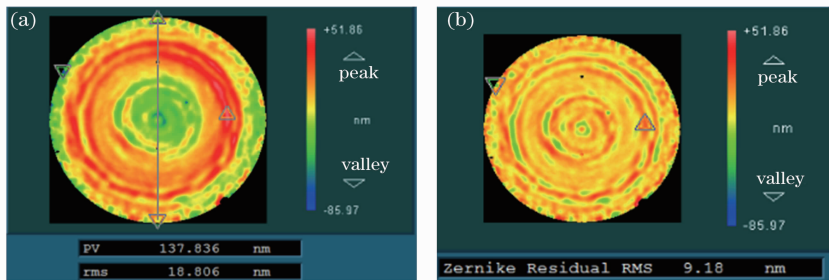 (a)
+51.86
peak
nm
valley
-85.97
PV 137.836 nm
rms 18.806 nm
(b)
+51.86
peak
nm
valley
-85.97
Zernike Residual RMS 9.18 nm